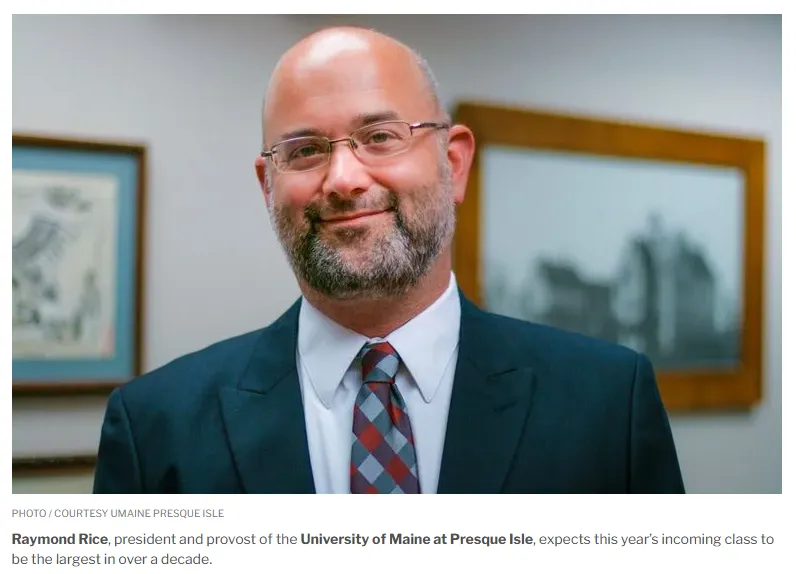 PHOTO / COURTESY UMAINE PRESQUE ISLE
Raymond Rice, president and provost of the University of Maine at Presque Isle, expects this year's incoming class to
be the largest in over a decade.